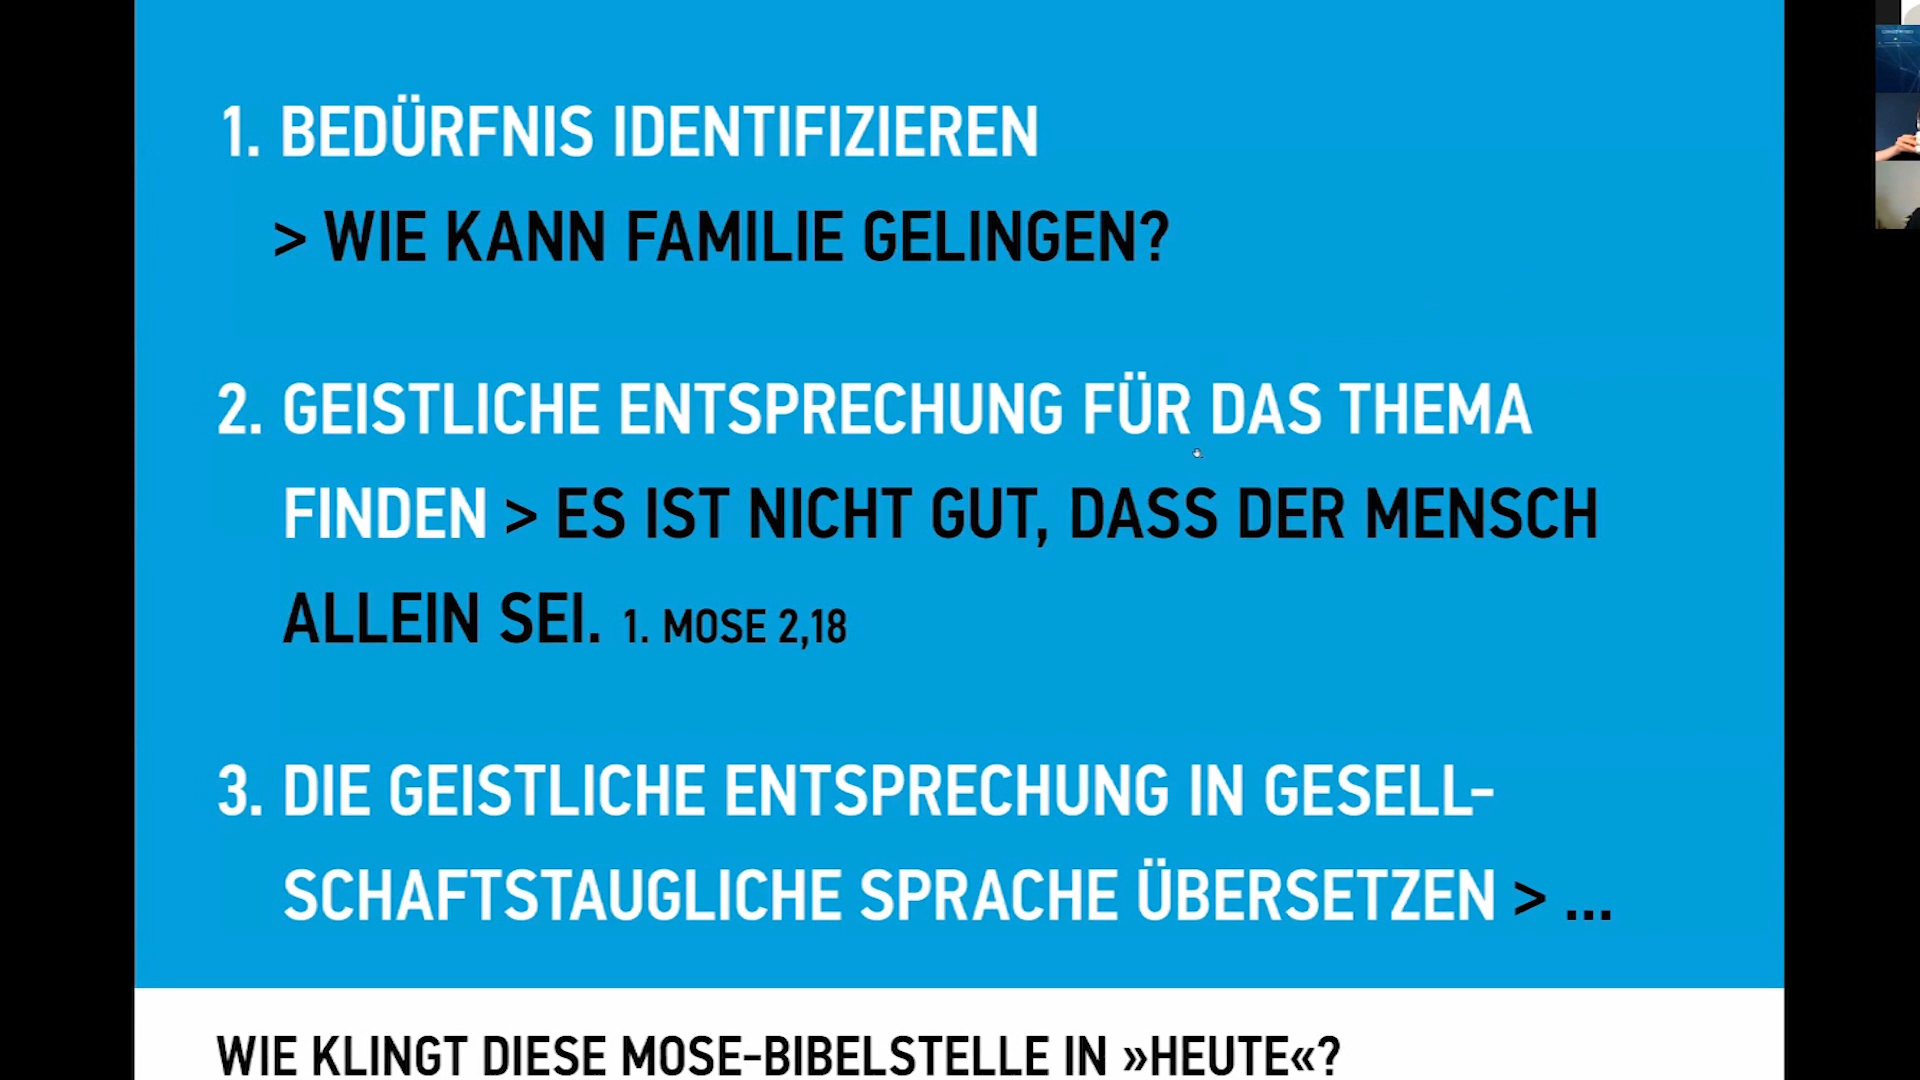 1. BEDÜRFNIS IDENTIFIZIEREN
> WIE KANN FAMILIE GELINGEN?
2. GEISTLICHE ENTSPRECHUNG FÜR DAS THEMA
FINDEN > ES IST NICHT GUT, DASS DER MENSCH
ALLEIN SEI. 1. MOSE 2,18
3. DIE GEISTLICHE ENTSPRECHUNG IN GESELL-
SCHAFTSTAUGLICHE SPRACHE ÜBERSETZEN > ...
WIE KLINGT DIESE MOSE-BIBELSTELLE IN »HEUTE«?